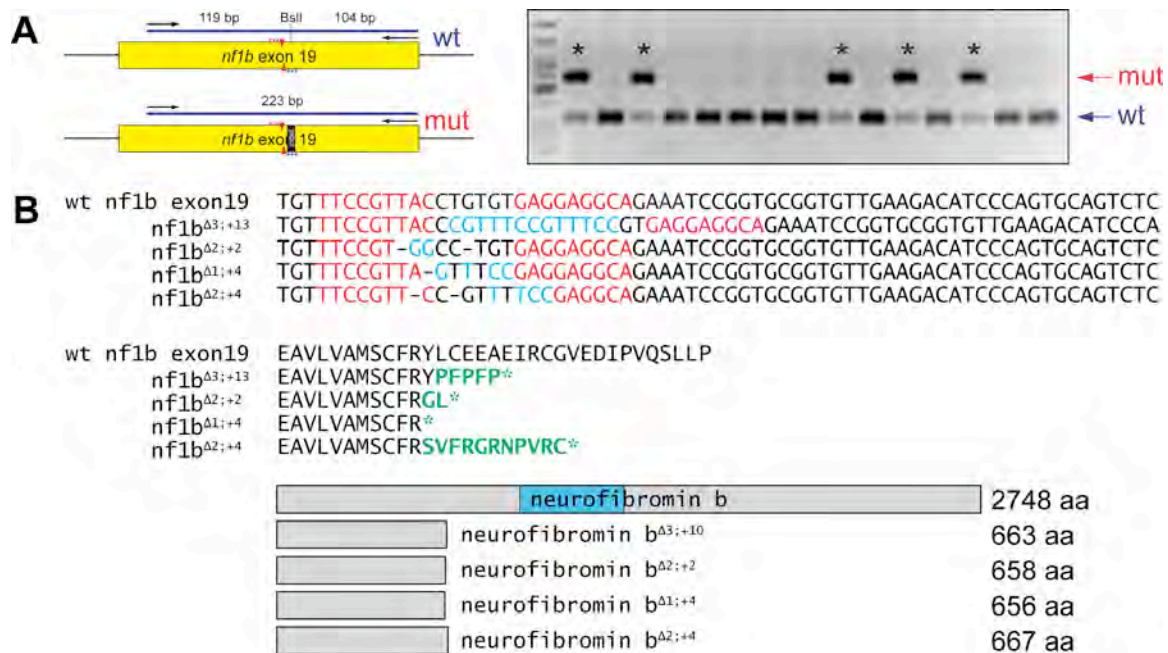 A
119 bp BslI 104 bp
wt
nf1b exon 19
223 bp
mut
nf1b exo 19
* * * * *
mut
wt
B
wt nf1b exon19 TGTTTCCGTTACCTGTGTGAGGAGGCAGAAATCCGGTGCGGTGTTGAAGACATCCCAGTGCAGTCTC
nf1bΔ3;+13 TGTTTCCGTTACCCGTTTCCGTTTCCGTGAGGAGGCAGAAATCCGGTGCGGTGTTGAAGACATCCCA
nf1bΔ2;+2 TGTTTCCGT-GGCC-TGTGAGGAGGCAGAAATCCGGTGCGGTGTTGAAGACATCCCAGTGCAGTCTC
nf1bΔ1;+4 TGTTTCCGTTA-GTTTCCGAGGAGGCAGAAATCCGGTGCGGTGTTGAAGACATCCCAGTGCAGTCTC
nf1bΔ2;+4 TGTTTCCGTT-CC-GTTTTCCGAGGCAGAAATCCGGTGCGGTGTTGAAGACATCCCAGTGCAGTCTC
wt nf1b exon19 EAVLVAMSCFRYLCEEAEIRCGVEDIPVQSLLP
nf1bΔ3;+13 EAVLVAMSCFRYPFPFP*
nf1bΔ2;+2 EAVLVAMSCFRGL*
nf1bΔ1;+4 EAVLVAMSCFR*
nf1bΔ2;+4 EAVLVAMSCFRSVFRGRNPVRC*
neurofibromin b 2748 aa
neurofibromin bΔ3;+10 663 aa
neurofibromin bΔ2;+2 658 aa
neurofibromin bΔ1;+4 656 aa
neurofibromin bΔ2;+4 667 aa